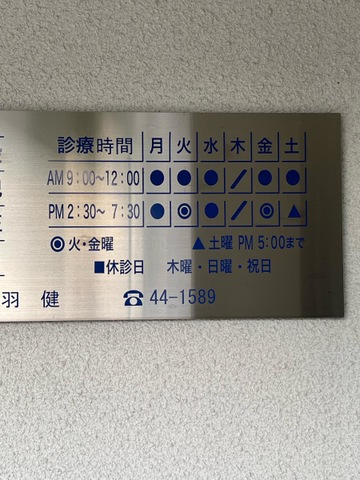 診療時間 月 火 水 木 金 土
AM 9:00~12:00 ● ● ● / ● ●
PM 2:30~ 7:30 ● ◎ ● / ◎ ▲
◎火・金曜 ▲土曜 PM 5:00まで
■休診日 木曜・日曜・祝日
羽 健 ☎ 44-1589